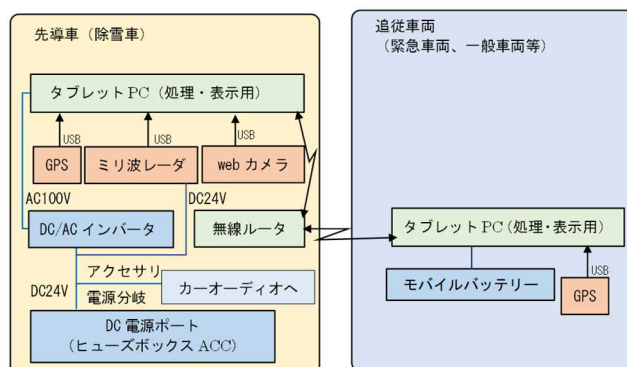 先導車（除雪車）
タブレットPC（処理・表示用）
USB
USB
USB
GPS
ミリ波レーダ
webカメラ
AC100V
DC24V
DC/ACインバータ
無線ルータ
アクセサリ
電源分岐
DC24V
カーオーディオへ
DC電源ポート
（ヒューズボックスACC）
追従車両
（緊急車両、一般車両等）
タブレットPC（処理・表示用）
モバイルバッテリー
USB
GPS